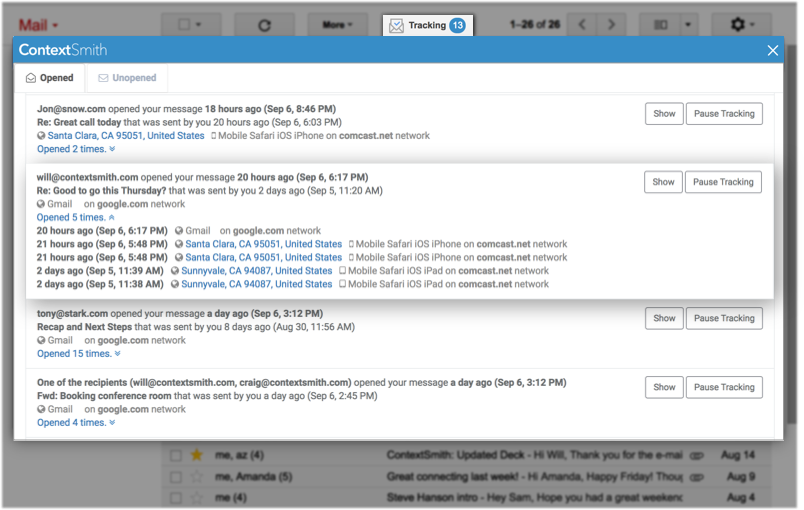 Mail
More
Tracking 13
1–26 of 26
ContextSmith
Opened
Unopened
Jon@snow.com opened your message 18 hours ago (Sep 6, 8:46 PM)
Re: Great call today that was sent by you 20 hours ago (Sep 6, 6:03 PM)
Santa Clara, CA 95051, United States Mobile Safari iOS iPhone on comcast.net network
Opened 2 times.
Show
Pause Tracking
will@contextsmith.com opened your message 20 hours ago (Sep 6, 6:17 PM)
Re: Good to go this Thursday? that was sent by you 2 days ago (Sep 5, 11:20 AM)
Gmail on google.com network
Opened 5 times.
Show
Pause Tracking
20 hours ago (Sep 6, 6:17 PM) Gmail on google.com network
21 hours ago (Sep 6, 5:48 PM) Santa Clara, CA 95051, United States Mobile Safari iOS iPhone on comcast.net network
21 hours ago (Sep 6, 5:48 PM) Santa Clara, CA 95051, United States Mobile Safari iOS iPhone on comcast.net network
2 days ago (Sep 5, 11:39 AM) Sunnyvale, CA 94087, United States Mobile Safari iOS iPad on comcast.net network
2 days ago (Sep 5, 11:38 AM) Sunnyvale, CA 94087, United States Mobile Safari iOS iPad on comcast.net network
tony@stark.com opened your message a day ago (Sep 6, 3:12 PM)
Recap and Next Steps that was sent by you 8 days ago (Aug 30, 11:56 AM)
Gmail on google.com network
Opened 15 times.
Show
Pause Tracking
One of the recipients (will@contextsmith.com, craig@contextsmith.com) opened your message a day ago (Sep 6, 3:12 PM)
Fwd: Booking conference room that was sent by you a day ago (Sep 6, 2:45 PM)
Gmail on google.com network
Opened 4 times.
Show
Pause Tracking
me, az (4) ContextSmith: Updated Deck - Hi Will, Thank you for the e-mai Aug 14
me, Amanda (5) Great connecting last week! - Hi Amanda, Happy Friday! Thoug Aug 9
me (4) Steve Hanson intro - Hey Sam, Hope you had a great weekend Aug 4